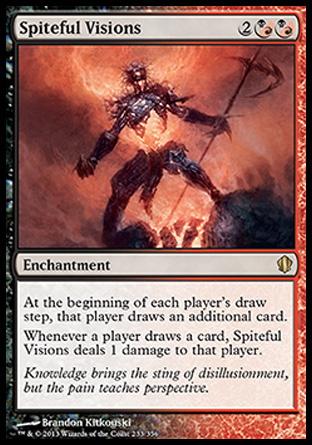 Spiteful Visions 2
Enchantment
At the beginning of each player's draw
step, that player draws an additional card.
Whenever a player draws a card, Spiteful
Visions deals 1 damage to that player.
Knowledge brings the sting of disillusionment,
but the pain teaches perspective.
Brandon Kitkouski
™ & © 2013 Wizards of the Coast 233/356